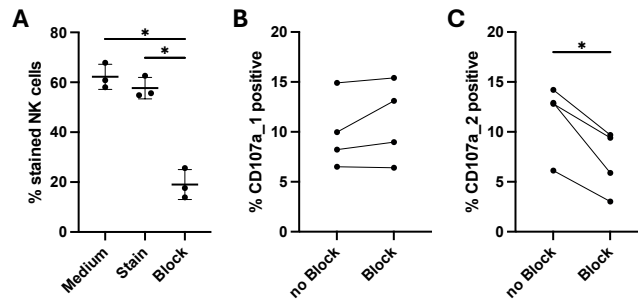 A
B
C
% stained NK cells
80
60
40
20
0
*
*
Medium
Stain
Block
% CD107a_1 positive
20
15
10
5
0
no Block
Block
% CD107a_2 positive
20
15
10
5
0
*
no Block
Block